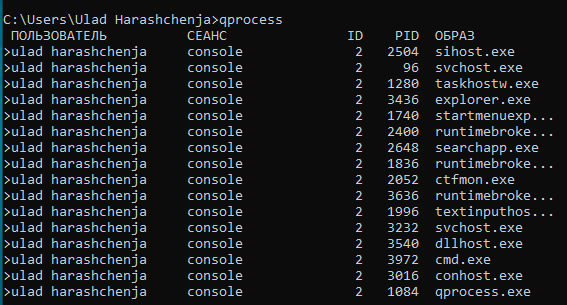 C:\Users\Ulad Harashchenja>qprocess
ПОЛЬЗОВАТЕЛЬ СЕАНС ID PID ОБРАЗ
>ulad harashchenja console 2 2504 sihost.exe
>ulad harashchenja console 2 96 svchost.exe
>ulad harashchenja console 2 1280 taskhostw.exe
>ulad harashchenja console 2 3436 explorer.exe
>ulad harashchenja console 2 1740 startmenuexp...
>ulad harashchenja console 2 2400 runtimebroke...
>ulad harashchenja console 2 2648 searchapp.exe
>ulad harashchenja console 2 1836 runtimebroke...
>ulad harashchenja console 2 2052 ctfmon.exe
>ulad harashchenja console 2 3636 runtimebroke...
>ulad harashchenja console 2 1996 textinputhos...
>ulad harashchenja console 2 3232 svchost.exe
>ulad harashchenja console 2 3540 dllhost.exe
>ulad harashchenja console 2 3972 cmd.exe
>ulad harashchenja console 2 3016 conhost.exe
>ulad harashchenja console 2 1084 qprocess.exe